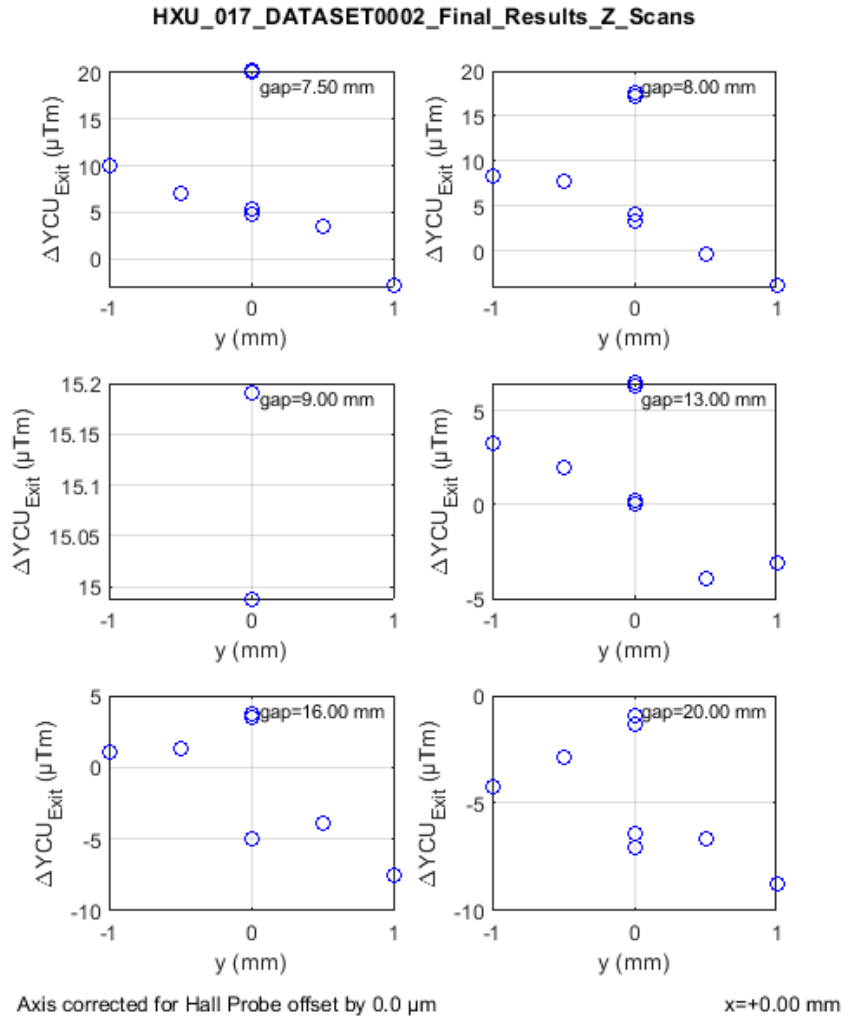 HXU_017_DATASET0002_Final_Results_Z_Scans
20
15
10
5
0
-1
0
1
ΔYCU_Exit (µTm)
y (mm)
gap=7.50 mm
20
15
10
5
0
-1
0
1
ΔYCU_Exit (µTm)
y (mm)
gap=8.00 mm
15.2
15.15
15.1
15.05
15
-1
0
1
ΔYCU_Exit (µTm)
y (mm)
gap=9.00 mm
5
0
-5
-1
0
1
ΔYCU_Exit (µTm)
y (mm)
gap=13.00 mm
5
0
-5
-10
-1
0
1
ΔYCU_Exit (µTm)
y (mm)
gap=16.00 mm
0
-5
-10
-1
0
1
ΔYCU_Exit (µTm)
y (mm)
gap=20.00 mm
Axis corrected for Hall Probe offset by 0.0 µm
x=+0.00 mm